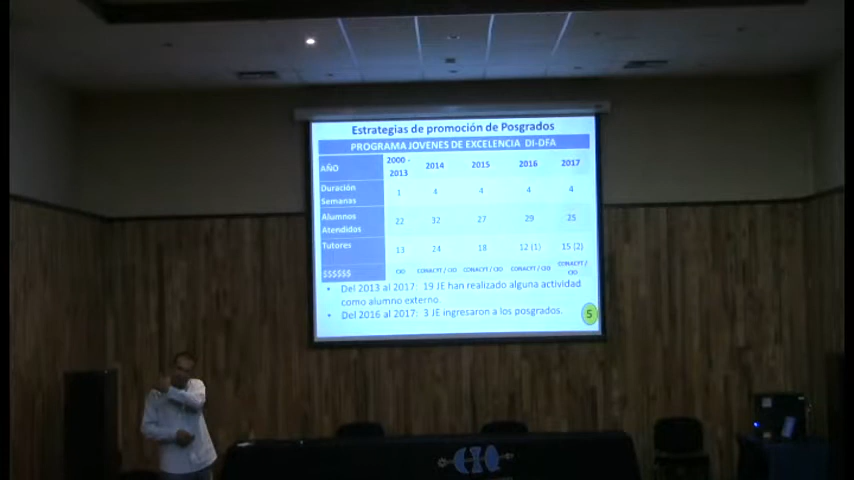 Estrategias de promoción de Posgrados
PROGRAMA JOVENES DE EXCELENCIA DI-DFA
AÑO 2000 - 2013 2014 2015 2016 2017
Duración Semanas 1 4 4 4 4
Alumnos Atendidos 22 32 27 29 25
Tutores 13 24 18 12 (1) 15 (2)
$$$$$$ CIO CONACYT / CIO CONACYT / CIO CONACYT / CIO CONACYT / CIO
• Del 2013 al 2017: 19 JE han realizado alguna actividad
como alumno externo.
• Del 2016 al 2017: 3 JE ingresaron a los posgrados.
5
CIO